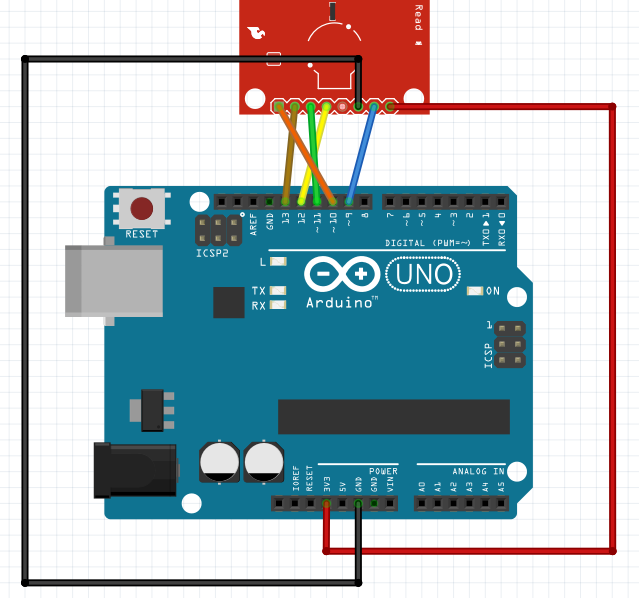 Read
RESET
ICSP2
AREF
GND
13
12
~11
~10
~9
8
7
~6
~5
4
~3
2
TX0▶1
RX0◀0
DIGITAL (PWM=~)
L
TX
RX
UNO
Arduino™
ON
1
ICSP
POWER
ANALOG IN
IOREF
RESET
3V3
5V
GND
GND
VIN
A0
A1
A2
A3
A4
A5